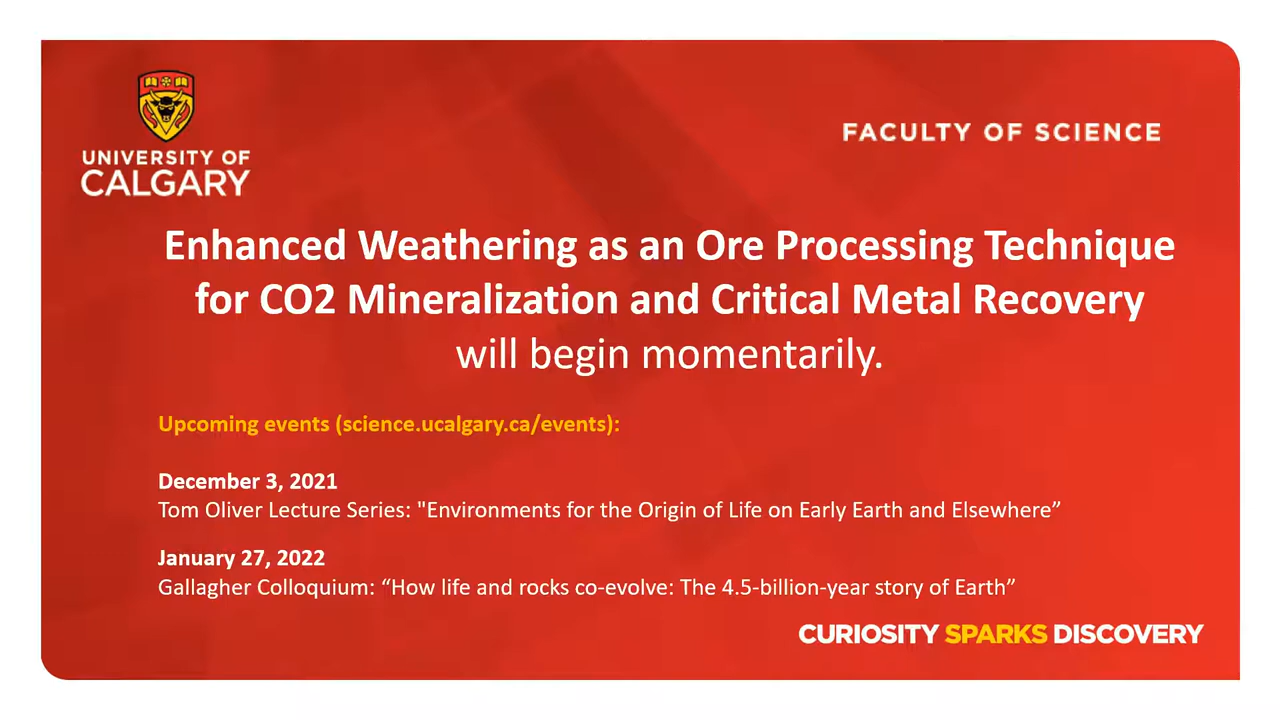 UNIVERSITY OF
CALGARY
FACULTY OF SCIENCE
Enhanced Weathering as an Ore Processing Technique
for CO2 Mineralization and Critical Metal Recovery
will begin momentarily.
Upcoming events (science.ucalgary.ca/events):
December 3, 2021
Tom Oliver Lecture Series: "Environments for the Origin of Life on Early Earth and Elsewhere”
January 27, 2022
Gallagher Colloquium: “How life and rocks co-evolve: The 4.5-billion-year story of Earth”
CURIOSITY SPARKS DISCOVERY